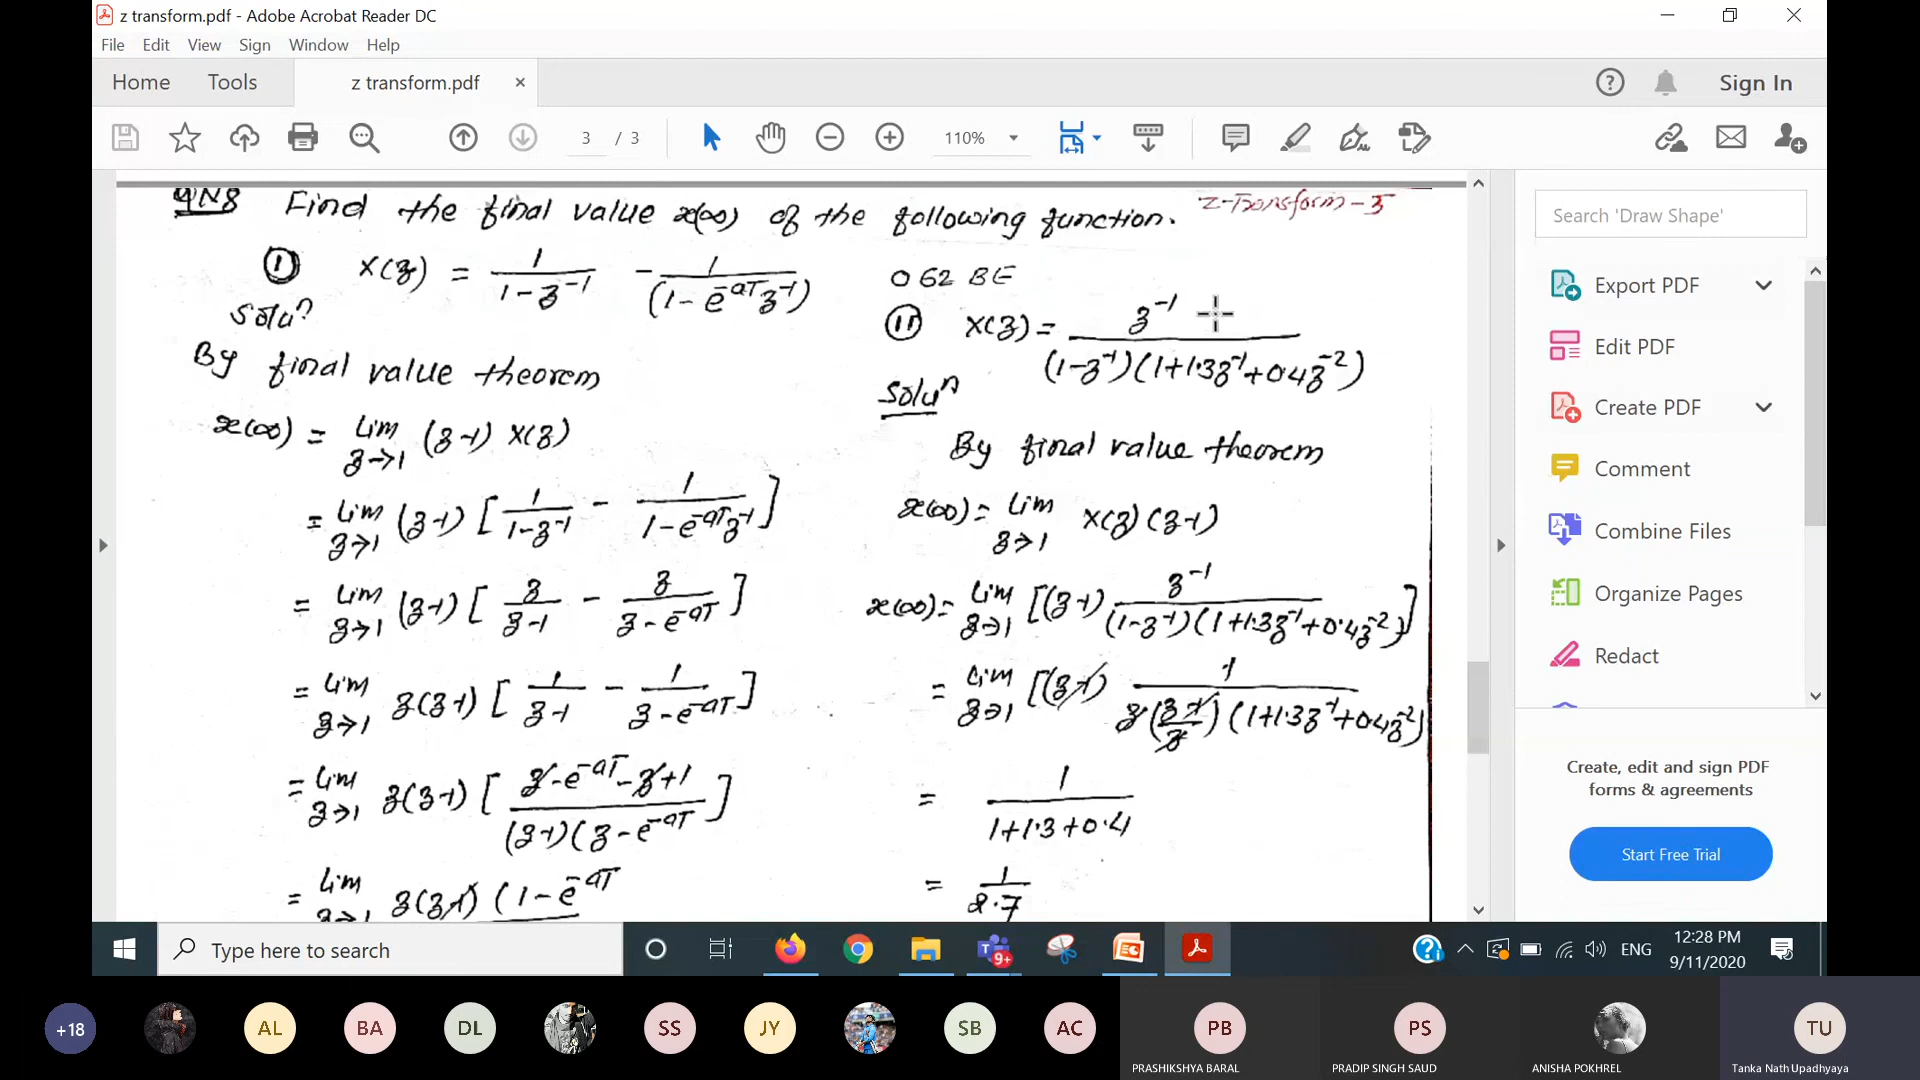 z transform.pdf - Adobe Acrobat Reader DC
File Edit View Sign Window Help
Home Tools z transform.pdf × Sign In
3 / 3 110%
QN8 Find the final value x(∞) of the following function. Z-Transform-3
① X(z) = 1/(1-z⁻¹) - 1/(1-e⁻ᵃᵀz⁻¹)
Soluⁿ
By final value theorem
x(∞) = Lim z→1 (z-1) X(z)
= Lim z→1 (z-1) [ 1/(1-z⁻¹) - 1/(1-e⁻ᵃᵀz⁻¹) ]
= Lim z→1 (z-1) [ z/(z-1) - z/(z-e⁻ᵃᵀ) ]
= Lim z→1 z(z-1) [ 1/(z-1) - 1/(z-e⁻ᵃᵀ) ]
= Lim z→1 z(z-1) [ (z-e⁻ᵃᵀ-z+1)/((z-1)(z-e⁻ᵃᵀ) ]
= Lim z→1 z(z-1) (1-e⁻ᵃᵀ
062 BE
⑪ X(z) = z⁻¹/((1-z⁻¹)(1+1.3z⁻¹+0.4z⁻²))
Soluⁿ
By final value theorem
x(∞) = Lim z→1 X(z)(z-1)
x(∞) = Lim z→1 [(z-1) z⁻¹/((1-z⁻¹)(1+1.3z⁻¹+0.4z⁻²))]
= Lim z→1 [(z-1) 1/(z((z-1)/z)(1+1.3z⁻¹+0.4z⁻²)
= 1/(1+1.3+0.4)
= 1/2.7
Search 'Draw Shape'
Export PDF
Edit PDF
Create PDF
Comment
Combine Files
Organize Pages
Redact
Create, edit and sign PDF
forms & agreements
Start Free Trial
Type here to search
9+
ENG
12:28 PM
9/11/2020
+18 AL BA DL SS JY SB AC PB PS TU
PRASHIKSHYA BARAL PRADIP SINGH SAUD ANISHA POKHREL Tanka Nath Upadhyaya